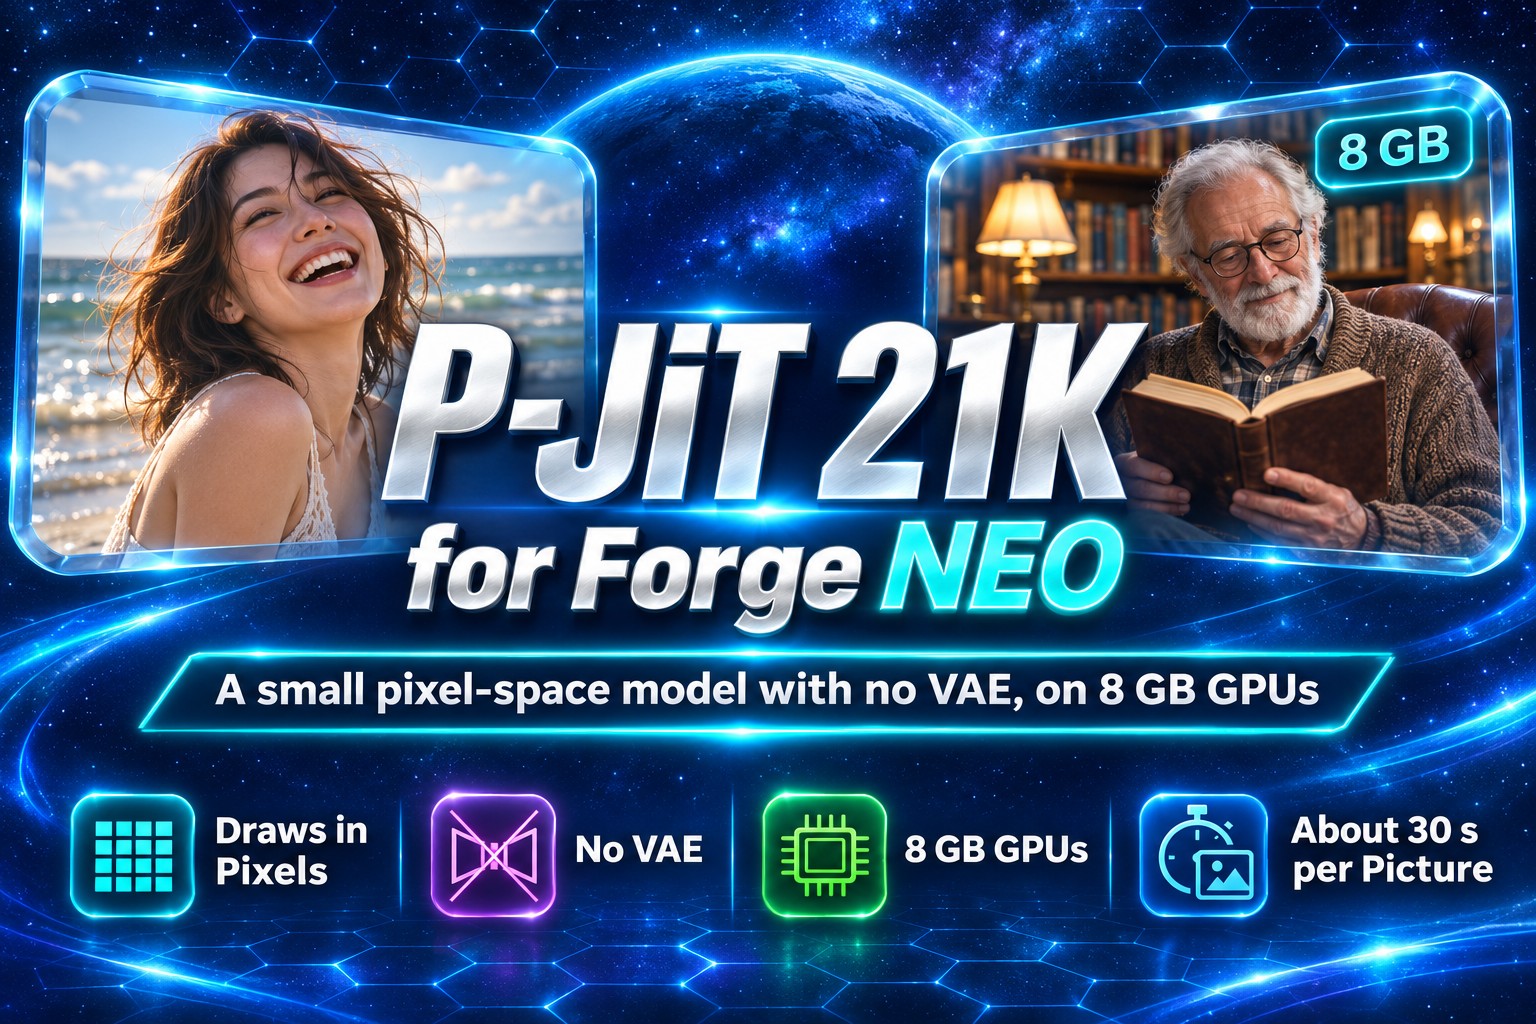 8 GB
P-JiT 21K
for Forge NEO
A small pixel-space model with no VAE, on 8 GB GPUs
Draws in
Pixels
No VAE
8 GB GPUs
About 30 s
per Picture